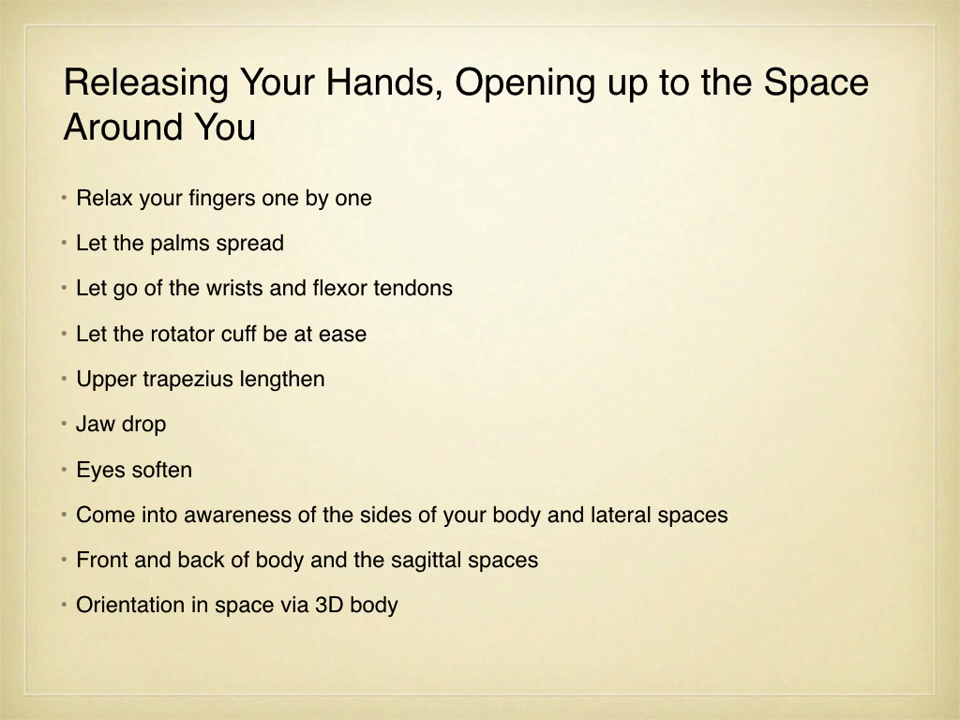 Releasing Your Hands, Opening up to the Space
Around You
• Relax your fingers one by one
• Let the palms spread
• Let go of the wrists and flexor tendons
• Let the rotator cuff be at ease
• Upper trapezius lengthen
• Jaw drop
• Eyes soften
• Come into awareness of the sides of your body and lateral spaces
• Front and back of body and the sagittal spaces
• Orientation in space via 3D body